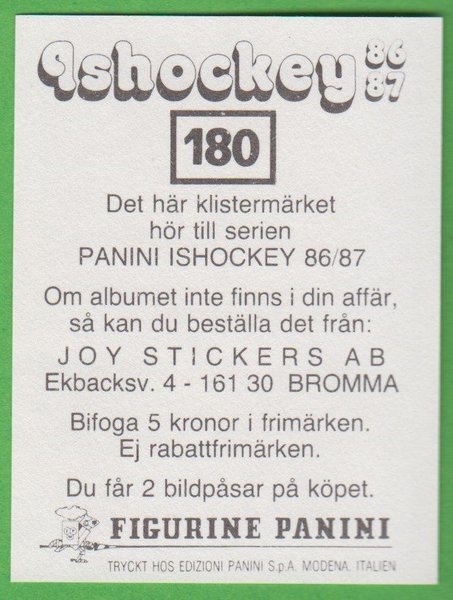 Ishockey 86 87
180
Det här klistermärket
hör till serien
PANINI ISHOCKEY 86/87
Om albumet inte finns i din affär,
så kan du beställa det från:
JOY STICKERS AB
Ekbacksv. 4 - 161 30 BROMMA
Bifoga 5 kronor i frimärken.
Ej rabattfrimärken.
Du får 2 bildpåsar på köpet.
FIGURINE PANINI
TRYCKT HOS EDIZIONI PANINI S.p.A. MODENA. ITALIEN